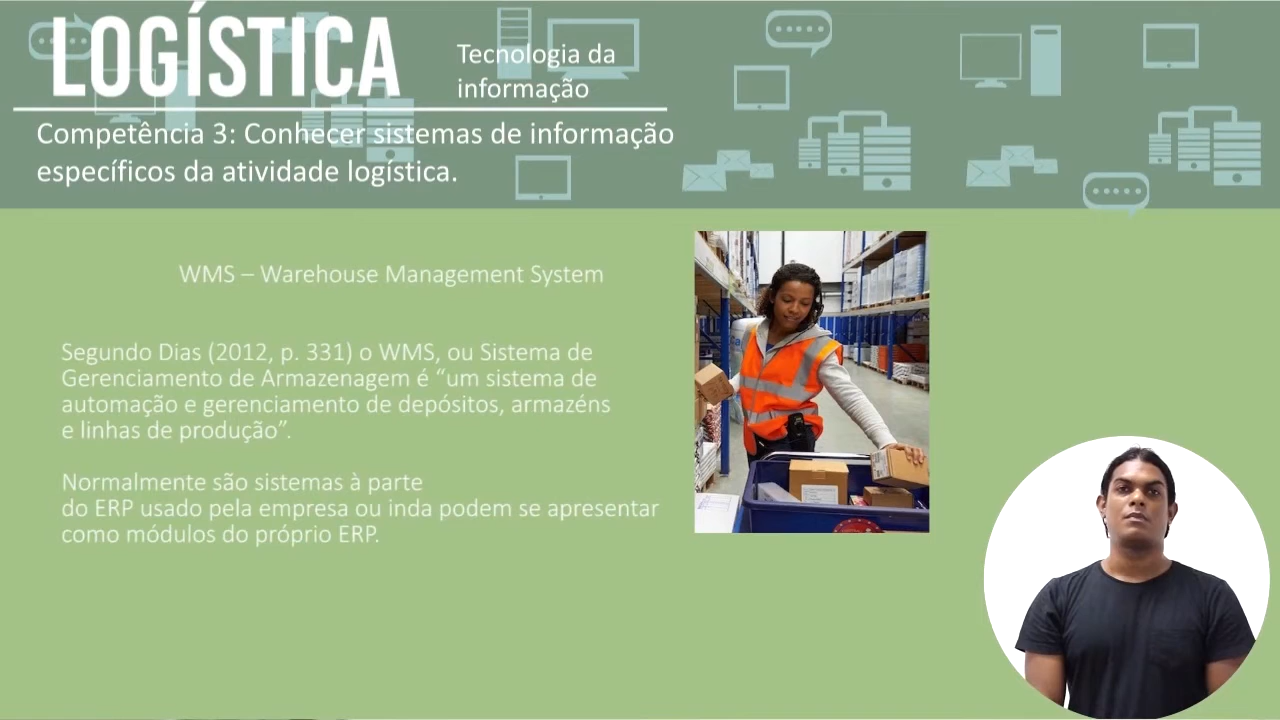 LOGÍSTICA
Tecnologia da
informação
Competência 3: Conhecer sistemas de informação
específicos da atividade logística.
WMS – Warehouse Management System
Segundo Dias (2012, p. 331) o WMS, ou Sistema de
Gerenciamento de Armazenagem é “um sistema de
automação e gerenciamento de depósitos, armazéns
e linhas de produção”.
Normalmente são sistemas à parte
do ERP usado pela empresa ou inda podem se apresentar
como módulos do próprio ERP.